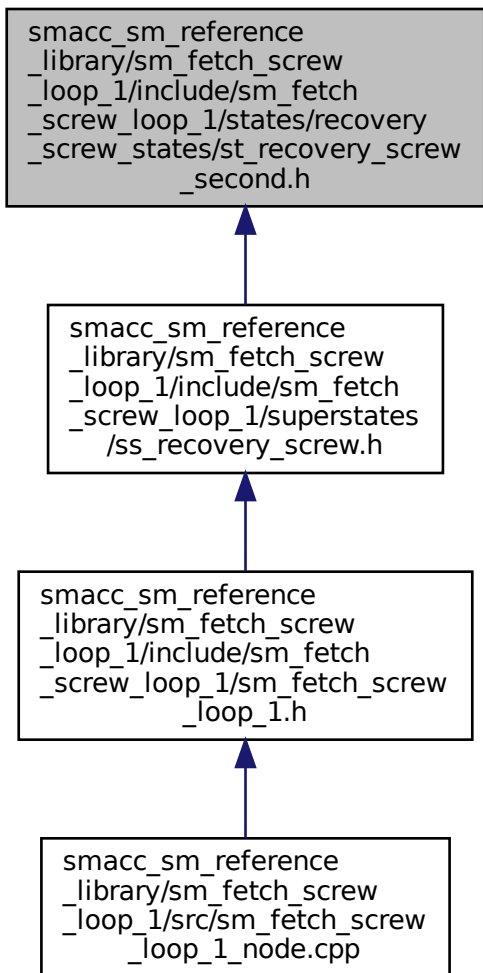 smacc_sm_reference
_library/sm_fetch_screw
_loop_1/include/sm_fetch
_screw_loop_1/states/recovery
_screw_states/st_recovery_screw
_second.h
smacc_sm_reference
_library/sm_fetch_screw
_loop_1/include/sm_fetch
_screw_loop_1/superstates
/ss_recovery_screw.h
smacc_sm_reference
_library/sm_fetch_screw
_loop_1/include/sm_fetch
_screw_loop_1/sm_fetch_screw
_loop_1.h
smacc_sm_reference
_library/sm_fetch_screw
_loop_1/src/sm_fetch_screw
_loop_1_node.cpp